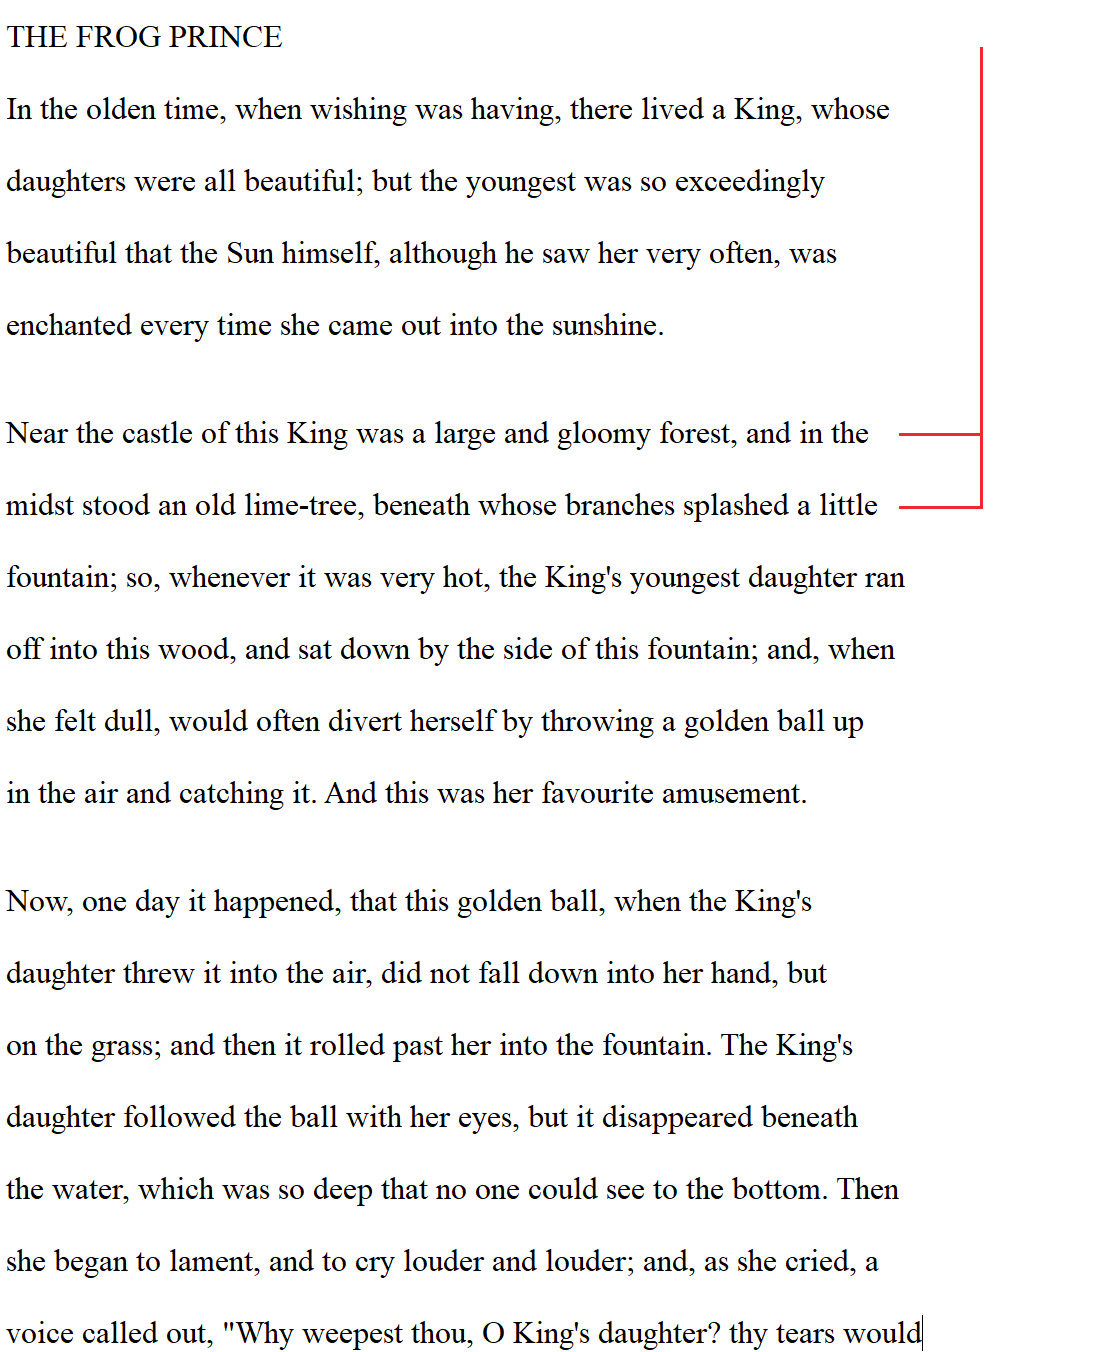 THE FROG PRINCE
In the olden time, when wishing was having, there lived a King, whose
daughters were all beautiful; but the youngest was so exceedingly
beautiful that the Sun himself, although he saw her very often, was
enchanted every time she came out into the sunshine.
Near the castle of this King was a large and gloomy forest, and in the
midst stood an old lime-tree, beneath whose branches splashed a little
fountain; so, whenever it was very hot, the King's youngest daughter ran
off into this wood, and sat down by the side of this fountain; and, when
she felt dull, would often divert herself by throwing a golden ball up
in the air and catching it. And this was her favourite amusement.
Now, one day it happened, that this golden ball, when the King's
daughter threw it into the air, did not fall down into her hand, but
on the grass; and then it rolled past her into the fountain. The King's
daughter followed the ball with her eyes, but it disappeared beneath
the water, which was so deep that no one could see to the bottom. Then
she began to lament, and to cry louder and louder; and, as she cried, a
voice called out, "Why weepest thou, O King's daughter? thy tears would